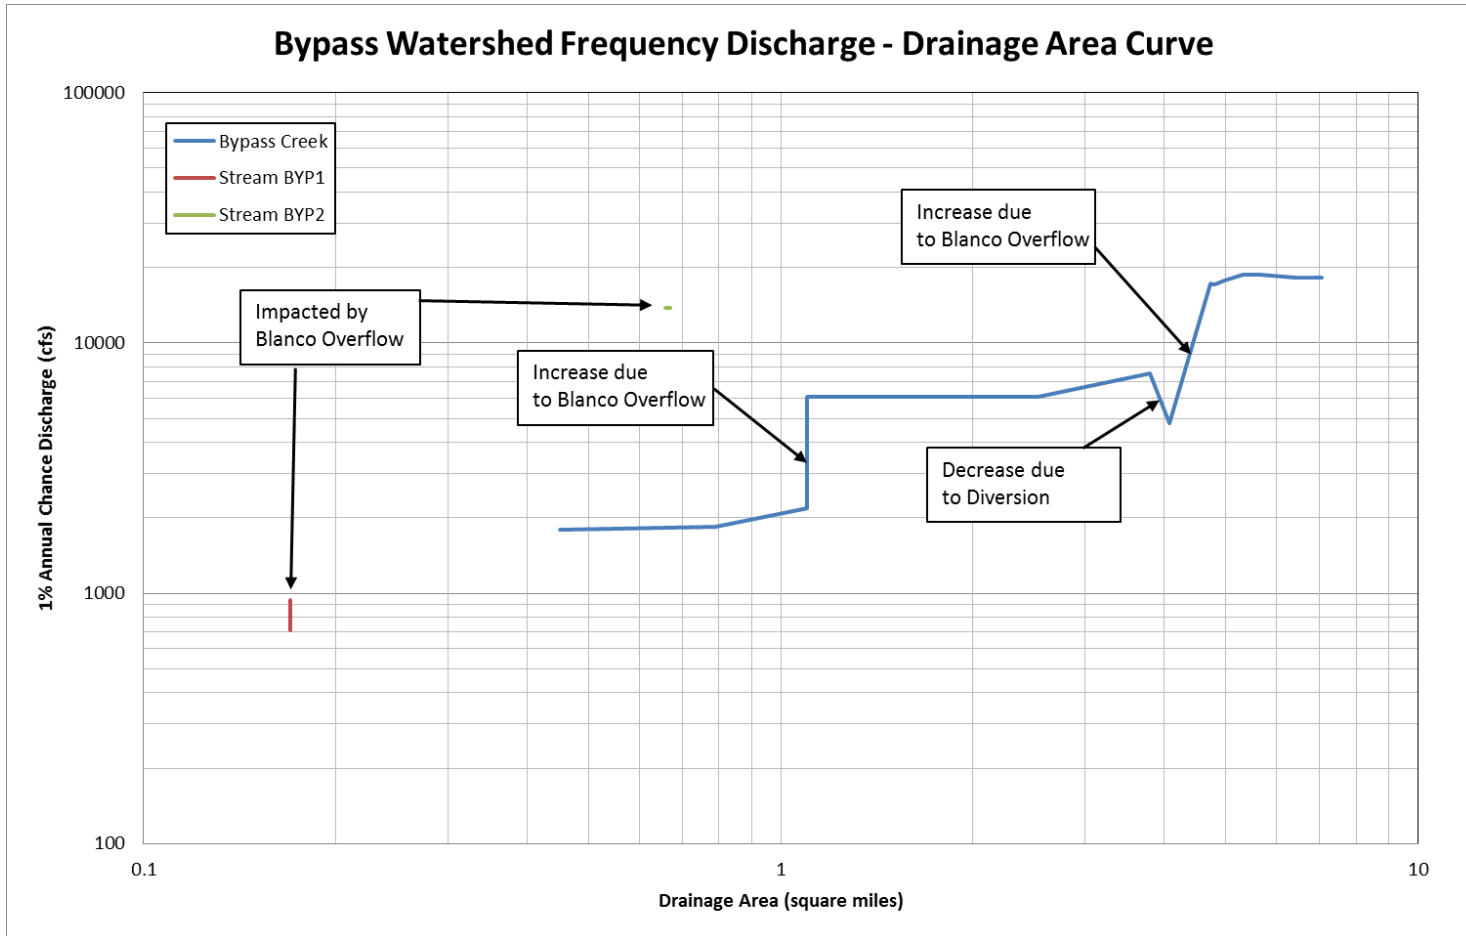 Bypass Watershed Frequency Discharge - Drainage Area Curve
100000
Bypass Creek
Stream BYP1
Stream BYP2
Increase due
to Blanco Overflow
Impacted by
Blanco Overflow
10000
Increase due
to Blanco Overflow
Decrease due
to Diversion
1000
100
1% Annual Chance Discharge (cfs)
0.1
1
10
Drainage Area (square miles)